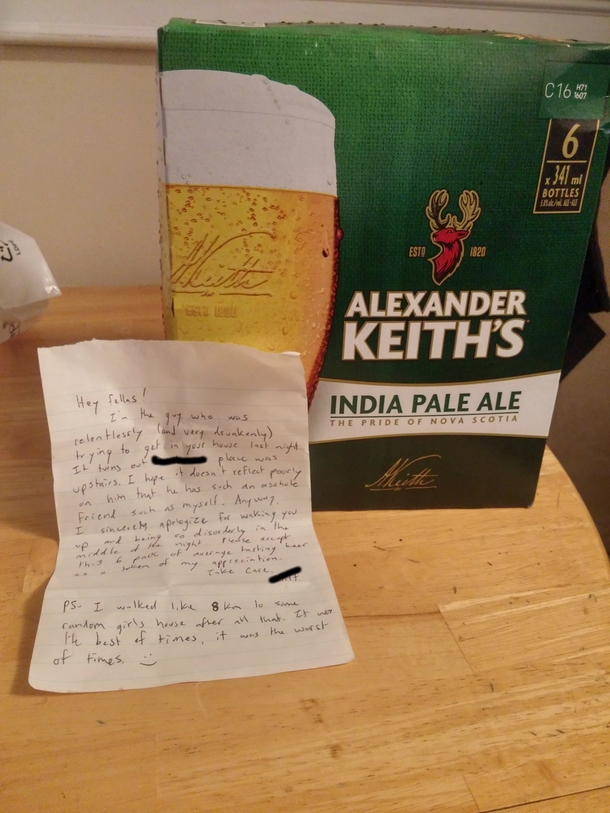 C16 H71
1607
6
x 341 ml
BOTTLES
Keith's
ESTD 1820
ESTD 1820
ALEXANDER
KEITH'S
INDIA PALE ALE
THE PRIDE OF NOVA SCOTIA
AKeith
Hey fellas!
I'm the guy who was
relentlessly (and very drunkenly)
trying to get in your house last night.
It turns out place was
upstairs. I hope it doesn't reflect poorly
on him that he has such an asshole
friend such as myself. Anyway,
I sincerely apologize for waking you
up and being so disorderly in the
middle of the night. Please accept
this 6 pack of average tasting beer
as a token of my appreciation.
Take Care,
PS- I walked like 8 km to some
random girls house after all that. It was
the best of times, it was the worst
of times. :)